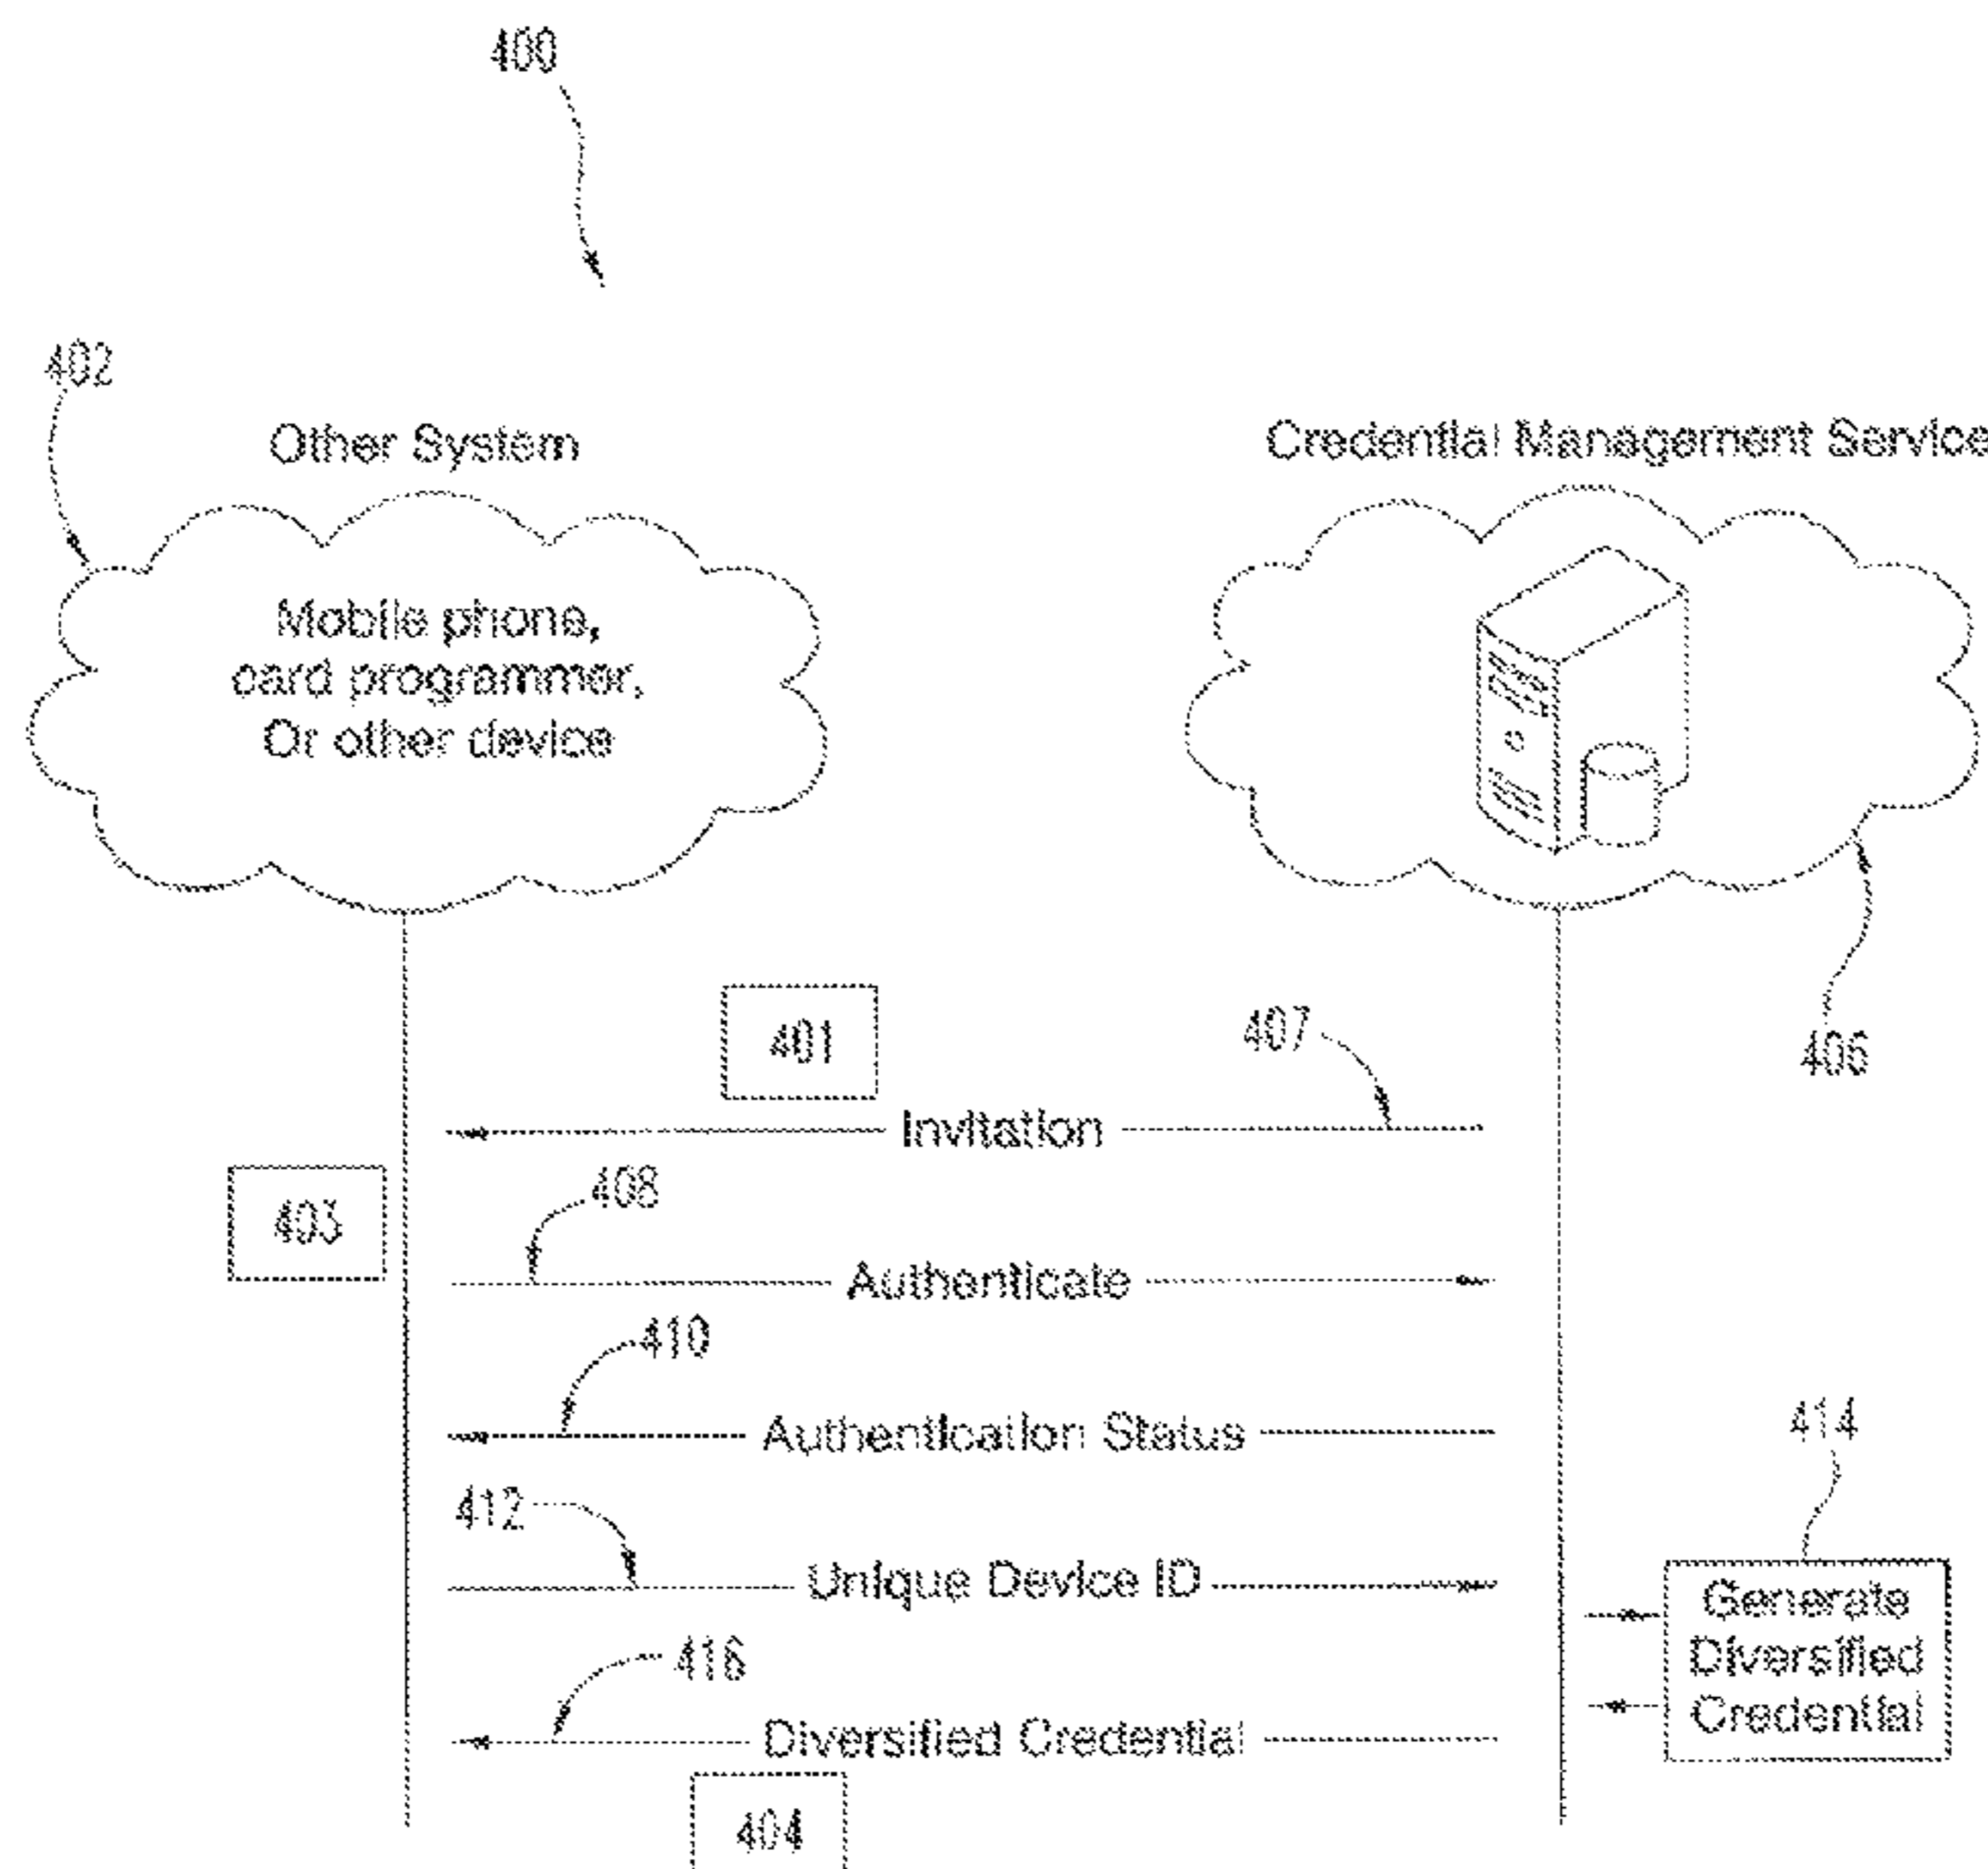 400
402
Other System
Credential Management Service
Mobile phone,
card programmer,
Or other device
401
407
406
Invitation
403
408
Authenticate
410
Authentication Status
414
412
Unique Device ID
Generate
Diversified
Credential
416
Diversified Credential
404